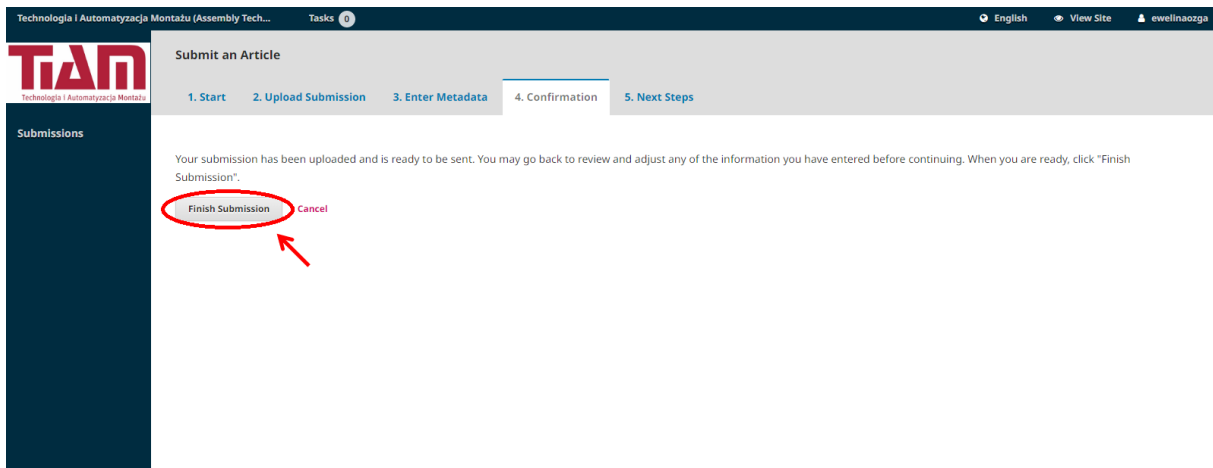 Technologia i Automatyzacja Montażu (Assembly Tech... Tasks 0 English View Site ewelinaozga
TiAM
Technologia i Automatyzacja Montażu
Submit an Article
1. Start 2. Upload Submission 3. Enter Metadata 4. Confirmation 5. Next Steps
Submissions
Your submission has been uploaded and is ready to be sent. You may go back to review and adjust any of the information you have entered before continuing. When you are ready, click "Finish
Submission".
Finish Submission Cancel